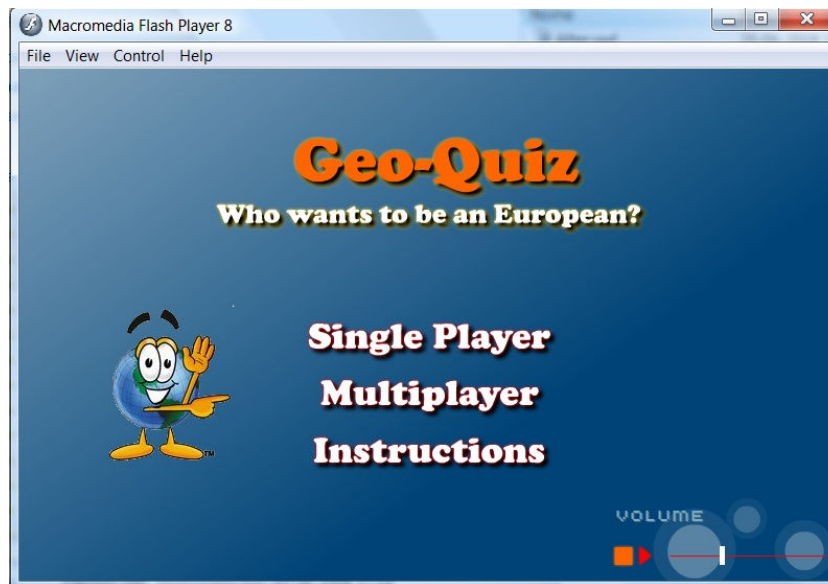 Macromedia Flash Player 8
File View Control Help
Geo-Quiz
Who wants to be an European?
Single Player
Multiplayer
Instructions
TM
VOLUME